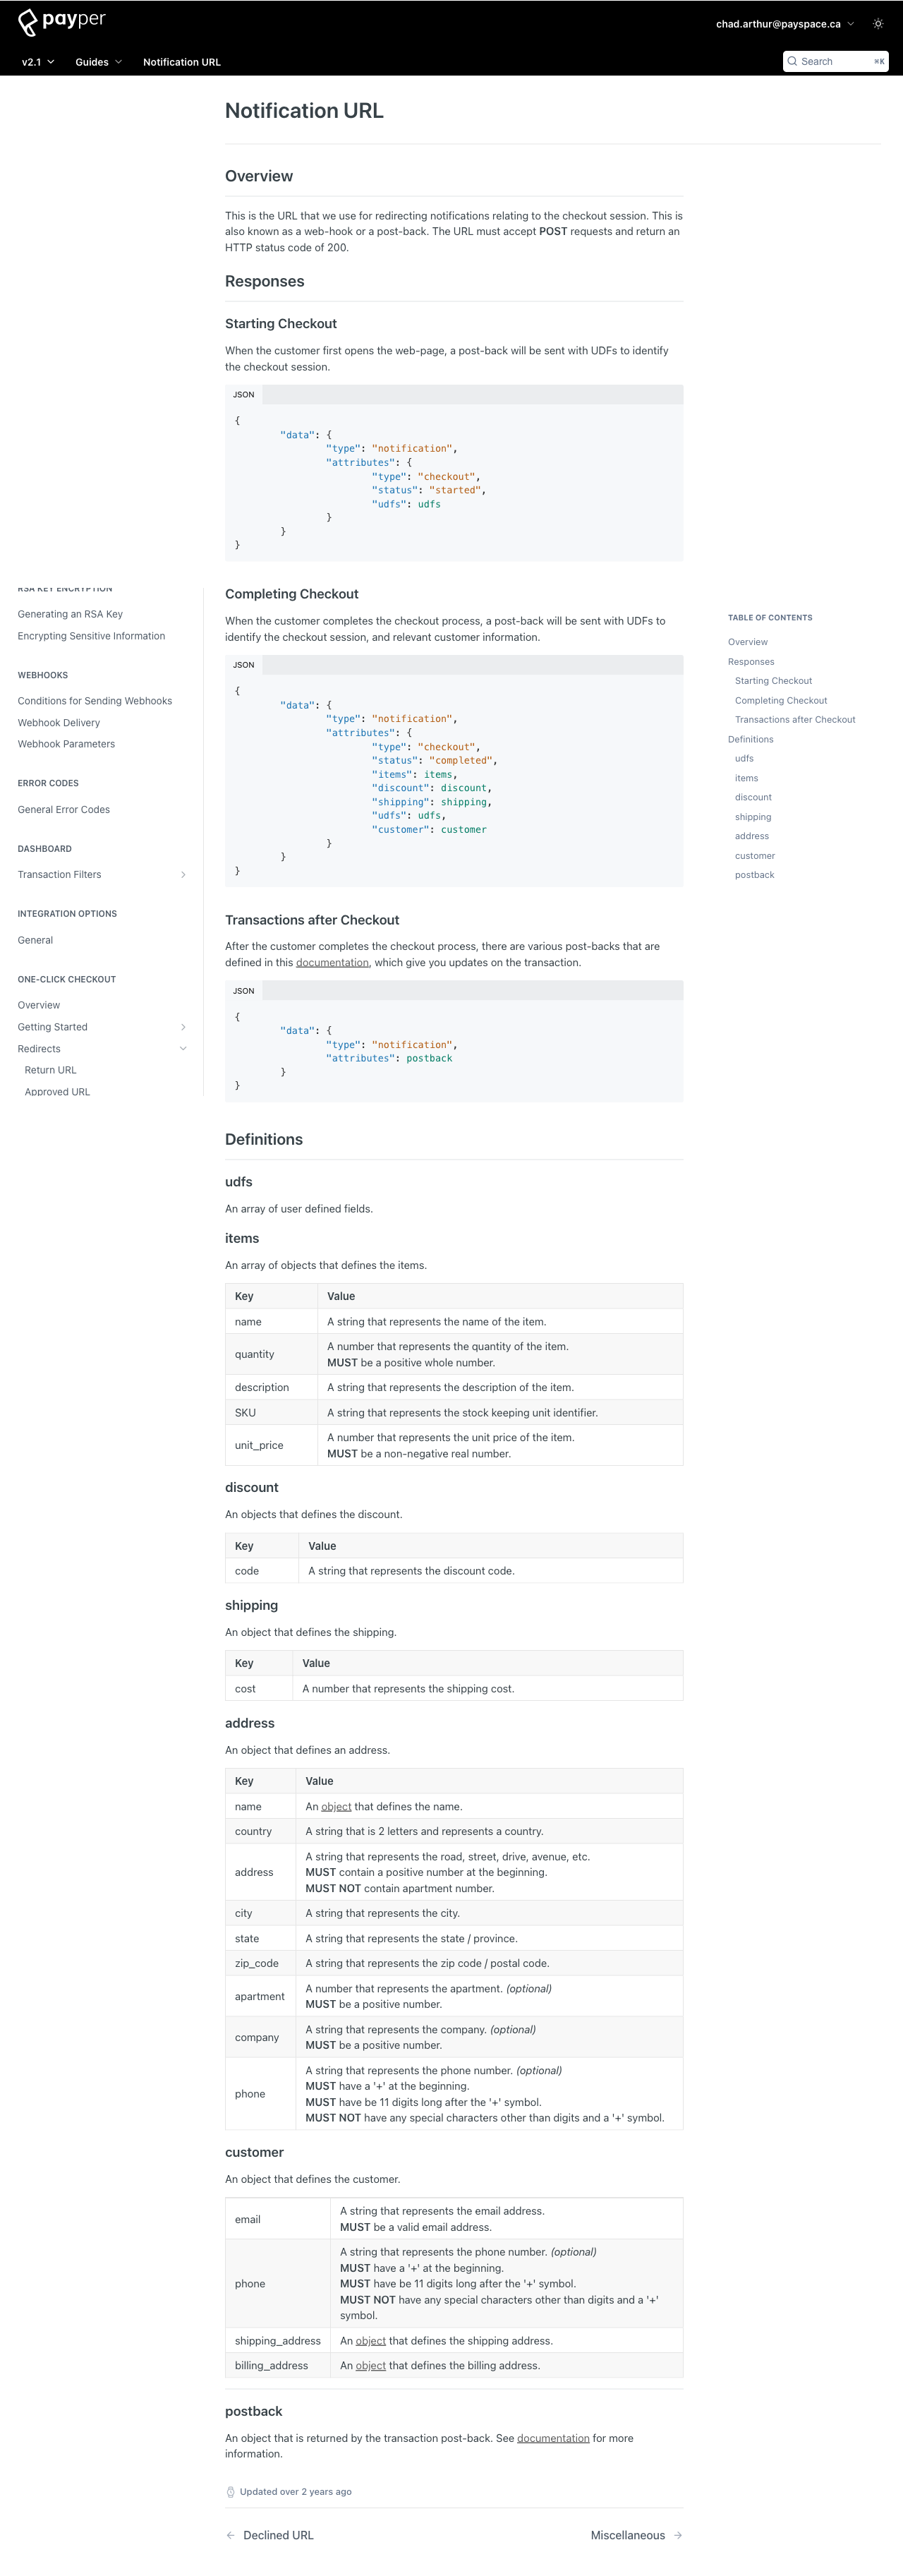 payper
chad.arthur@payspace.ca
v2.1
Guides
Notification URL
Search
⌘K
Notification URL
Overview
This is the URL that we use for redirecting notifications relating to the checkout session. This is
also known as a web-hook or a post-back. The URL must accept POST requests and return an
HTTP status code of 200.
Responses
Starting Checkout
When the customer first opens the web-page, a post-back will be sent with UDFs to identify
the checkout session.
JSON
{
"data": {
"type": "notification",
"attributes": {
"type": "checkout",
"status": "started",
"udfs": udfs
}
}
}
RSA KEY ENCRYPTION
Generating an RSA Key
Encrypting Sensitive Information
WEBHOOKS
Conditions for Sending Webhooks
Webhook Delivery
Webhook Parameters
ERROR CODES
General Error Codes
DASHBOARD
Transaction Filters
INTEGRATION OPTIONS
General
ONE-CLICK CHECKOUT
Overview
Getting Started
Redirects
Return URL
Approved URL
Completing Checkout
When the customer completes the checkout process, a post-back will be sent with UDFs to
identify the checkout session, and relevant customer information.
JSON
{
"data": {
"type": "notification",
"attributes": {
"type": "checkout",
"status": "completed",
"items": items,
"discount": discount,
"shipping": shipping,
"udfs": udfs,
"customer": customer
}
}
}
Transactions after Checkout
After the customer completes the checkout process, there are various post-backs that are
defined in this documentation, which give you updates on the transaction.
JSON
{
"data": {
"type": "notification",
"attributes": postback
}
}
TABLE OF CONTENTS
Overview
Responses
Starting Checkout
Completing Checkout
Transactions after Checkout
Definitions
udfs
items
discount
shipping
address
customer
postback
Definitions
udfs
An array of user defined fields.
items
An array of objects that defines the items.
Key Value
name A string that represents the name of the item.
quantity A number that represents the quantity of the item.
MUST be a positive whole number.
description A string that represents the description of the item.
SKU A string that represents the stock keeping unit identifier.
unit_price A number that represents the unit price of the item.
MUST be a non-negative real number.
discount
An objects that defines the discount.
Key Value
code A string that represents the discount code.
shipping
An object that defines the shipping.
Key Value
cost A number that represents the shipping cost.
address
An object that defines an address.
Key Value
name An object that defines the name.
country A string that is 2 letters and represents a country.
address A string that represents the road, street, drive, avenue, etc.
MUST contain a positive number at the beginning.
MUST NOT contain apartment number.
city A string that represents the city.
state A string that represents the state / province.
zip_code A string that represents the zip code / postal code.
apartment A number that represents the apartment. (optional)
MUST be a positive number.
company A string that represents the company. (optional)
MUST be a positive number.
phone A string that represents the phone number. (optional)
MUST have a '+' at the beginning.
MUST have be 11 digits long after the '+' symbol.
MUST NOT have any special characters other than digits and a '+' symbol.
customer
An object that defines the customer.
email A string that represents the email address.
MUST be a valid email address.
phone A string that represents the phone number. (optional)
MUST have a '+' at the beginning.
MUST have be 11 digits long after the '+' symbol.
MUST NOT have any special characters other than digits and a '+'
symbol.
shipping_address An object that defines the shipping address.
billing_address An object that defines the billing address.
postback
An object that is returned by the transaction post-back. See documentation for more
information.
Updated over 2 years ago
← Declined URL
Miscellaneous →